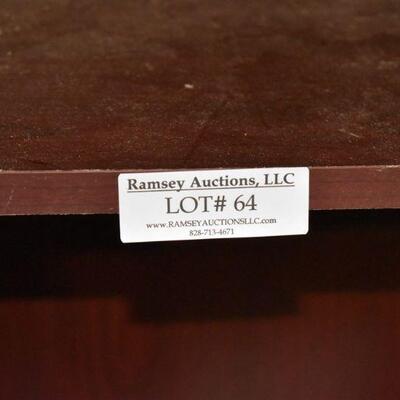 Ramsey Auctions, LLC
LOT# 64
www.RAMSEYAUCTIONSLLC.com
828-713-4671